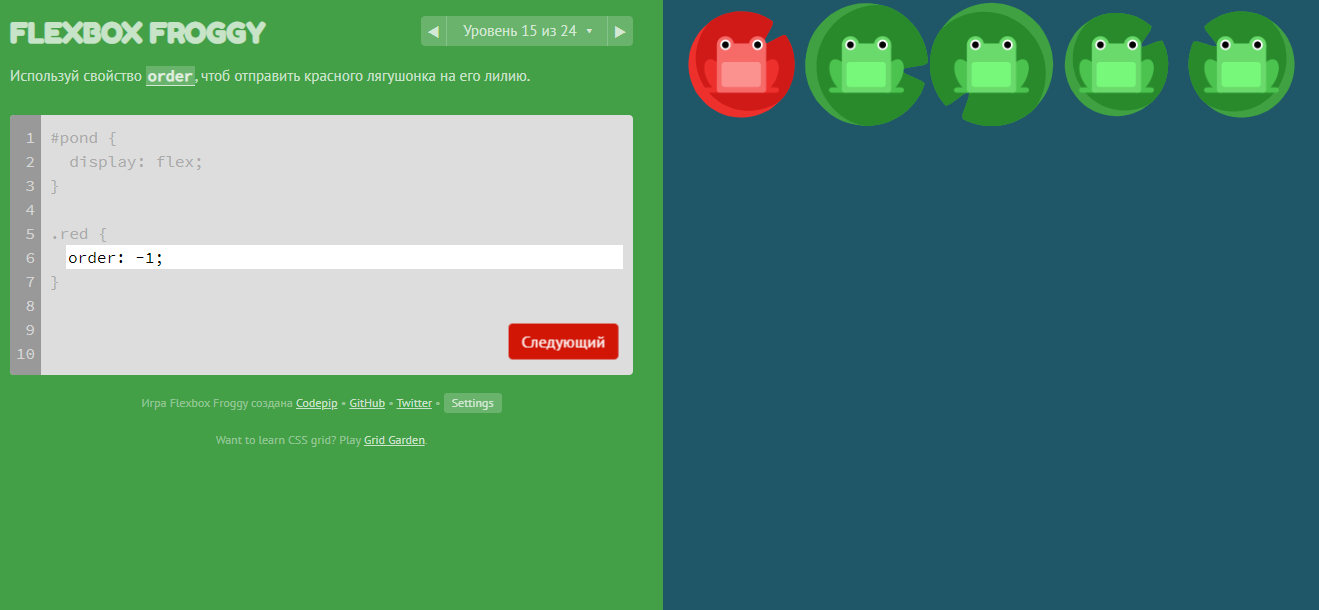 FLEXBOX FROGGY
◀ Уровень 15 из 24 ▾ ▶
Используй свойство order, чтоб отправить красного лягушонка на его лилию.
1 #pond {
2   display: flex;
3 }
4
5 .red {
6   order: -1;
7 }
8
9
10
Следующий
Игра Flexbox Froggy создана Codepip • GitHub • Twitter • Settings
Want to learn CSS grid? Play Grid Garden.